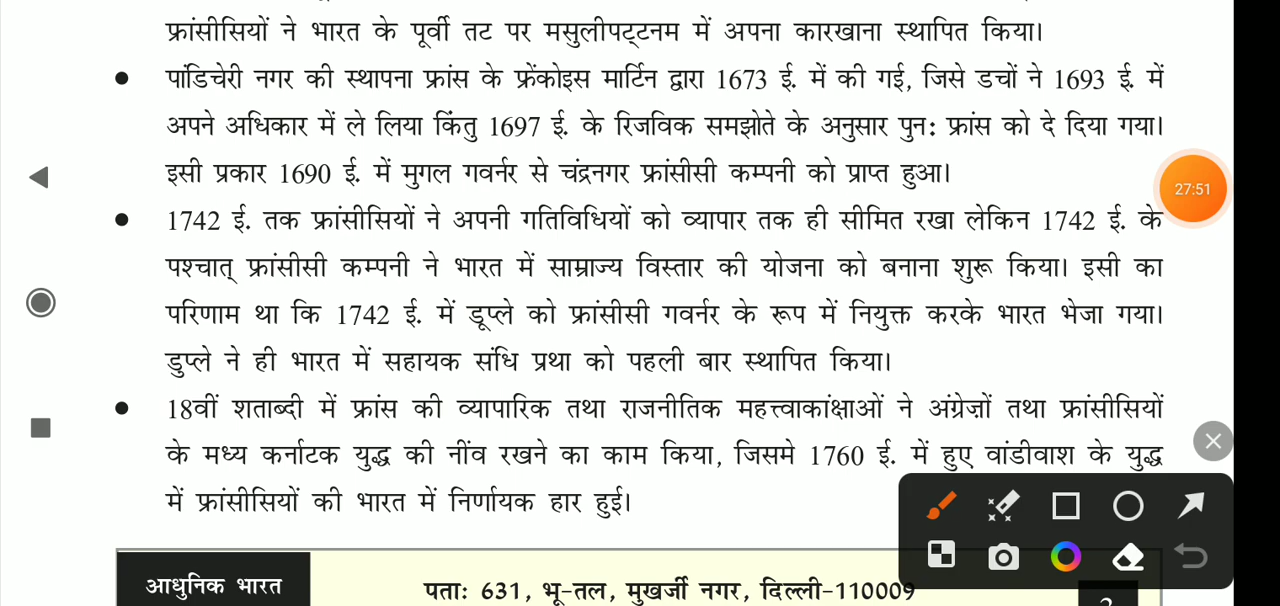 फ्रांसीसियों ने भारत के पूर्वी तट पर मसुलीपट्टनम में अपना कारखाना स्थापित किया।
● पांडिचेरी नगर की स्थापना फ्रांस के फ्रेंकोइस मार्टिन द्वारा 1673 ई. में की गई, जिसे डचों ने 1693 ई. में
अपने अधिकार में ले लिया किंतु 1697 ई. के रिजविक समझोते के अनुसार पुन: फ्रांस को दे दिया गया।
इसी प्रकार 1690 ई. में मुगल गवर्नर से चंद्रनगर फ्रांसीसी कम्पनी को प्राप्त हुआ।
27:51
● 1742 ई. तक फ्रांसीसियों ने अपनी गतिविधियों को व्यापार तक ही सीमित रखा लेकिन 1742 ई. के
पश्चात् फ्रांसीसी कम्पनी ने भारत में साम्राज्य विस्तार की योजना को बनाना शुरू किया। इसी का
परिणाम था कि 1742 ई. में डूप्ले को फ्रांसीसी गवर्नर के रूप में नियुक्त करके भारत भेजा गया।
डुप्ले ने ही भारत में सहायक संधि प्रथा को पहली बार स्थापित किया।
● 18वीं शताब्दी में फ्रांस की व्यापारिक तथा राजनीतिक महत्त्वाकांक्षाओं ने अंग्रेज़ों तथा फ्रांसीसियों
के मध्य कर्नाटक युद्ध की नींव रखने का काम किया, जिसमे 1760 ई. में हुए वांडीवाश के युद्ध
में फ्रांसीसियों की भारत में निर्णायक हार हुई।
आधुनिक भारत
पता: 631, भू-तल, मुखर्जी नगर, दिल्ली-110009